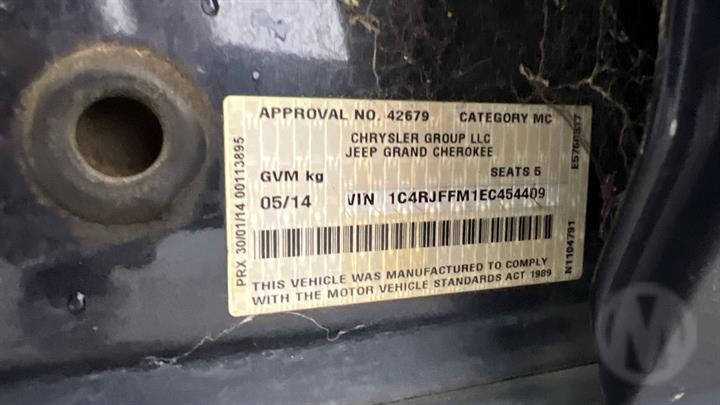 APPROVAL NO. 42679 CATEGORY MC
CHRYSLER GROUP LLC
JEEP GRAND CHEROKEE
GVM kg SEATS 5
05/14 VIN 1C4RJFFM1EC454409
THIS VEHICLE WAS MANUFACTURED TO COMPLY
WITH THE MOTOR VEHICLE STANDARDS ACT 1989
PRX 30/01/14 00113895
N1104791
M